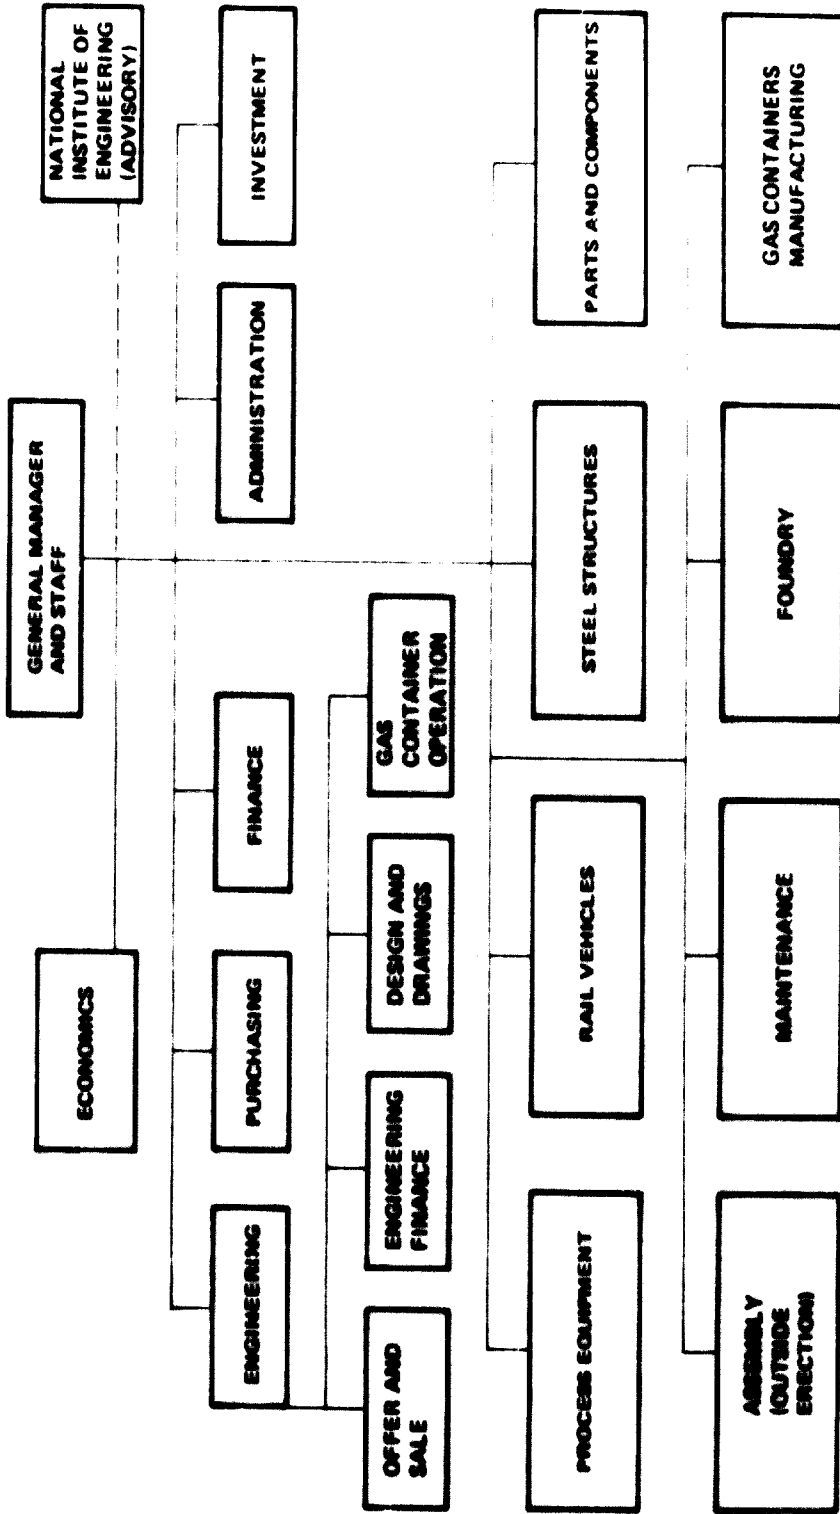 GENERAL MANAGER
AND STAFF
ECONOMICS
NATIONAL
INSTITUTE OF
ENGINEERING
(ADVISORY)
ENGINEERING
PURCHASING
FINANCE
ADMINISTRATION
INVESTMENT
OFFER AND
SALE
ENGINEERING
FINANCE
DESIGN AND
DRAWINGS
GAS
CONTAINER
OPERATION
PROCESS EQUIPMENT
RAIL VEHICLES
STEEL STRUCTURES
PARTS AND COMPONENTS
ASSEMBLY
(OUTSIDE
ERECTION)
MAINTENANCE
FOUNDRY
GAS CONTAINERS
MANUFACTURING